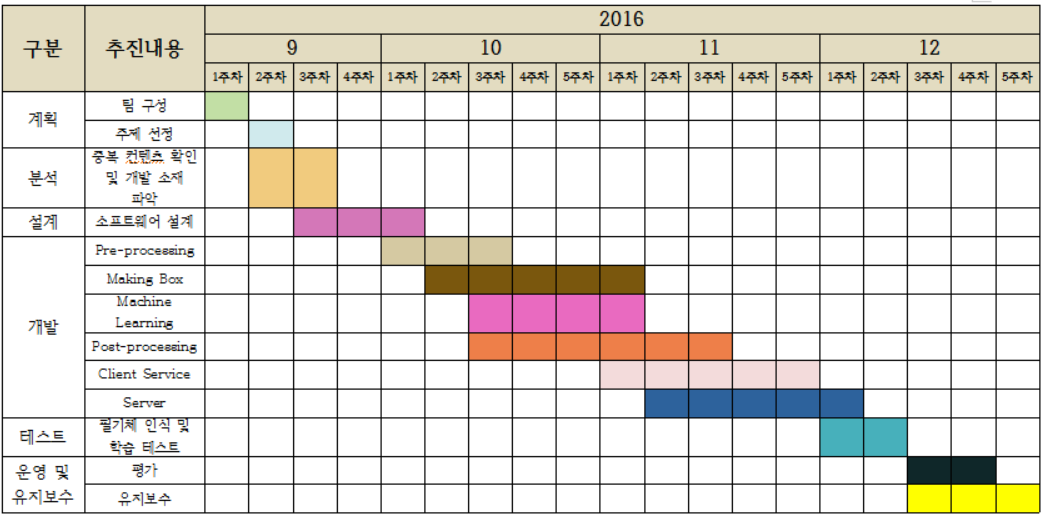 2016
구분 추진내용 9 10 11 12
1주차 2주차 3주차 4주차 1주차 2주차 3주차 4주차 5주차 1주차 2주차 3주차 4주차 5주차 1주차 2주차 3주차 4주차 5주차
계획
팀 구성
주제 선정
분석
중복 컨텐츠 확인
및 개발 소재
파악
설계
소프트웨어 설계
개발
Pre-processing
Making Box
Machine
Learning
Post-processing
Client Service
Server
테스트
필기체 인식 및
학습 테스트
운영 및
유지보수
평가
유지보수